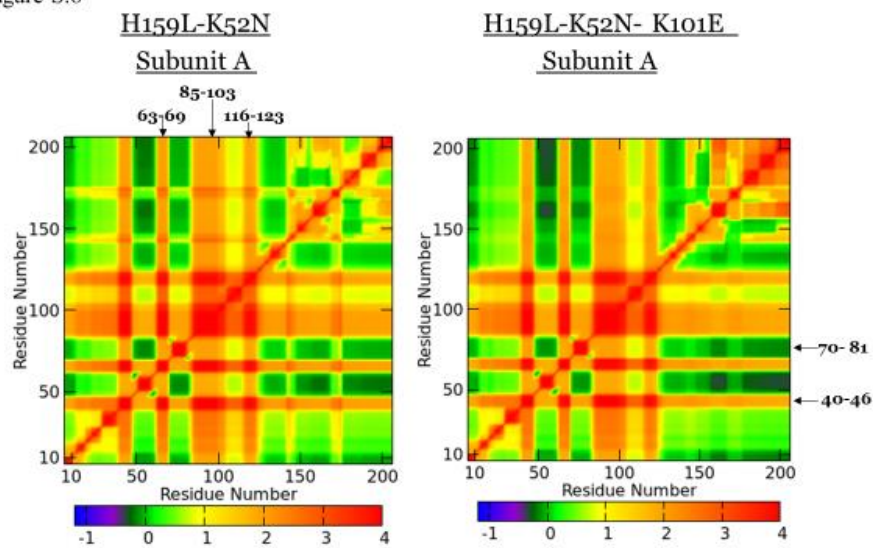 H159L-K52N
Subunit A
85-103
63-69 116-123
200
150
100
50
10
Residue Number
10 50 100 150 200
Residue Number
-1 0 1 2 3 4
H159L-K52N- K101E
Subunit A
200
150
100
50
10
Residue Number
70- 81
40-46
10 50 100 150 200
Residue Number
-1 0 1 2 3 4